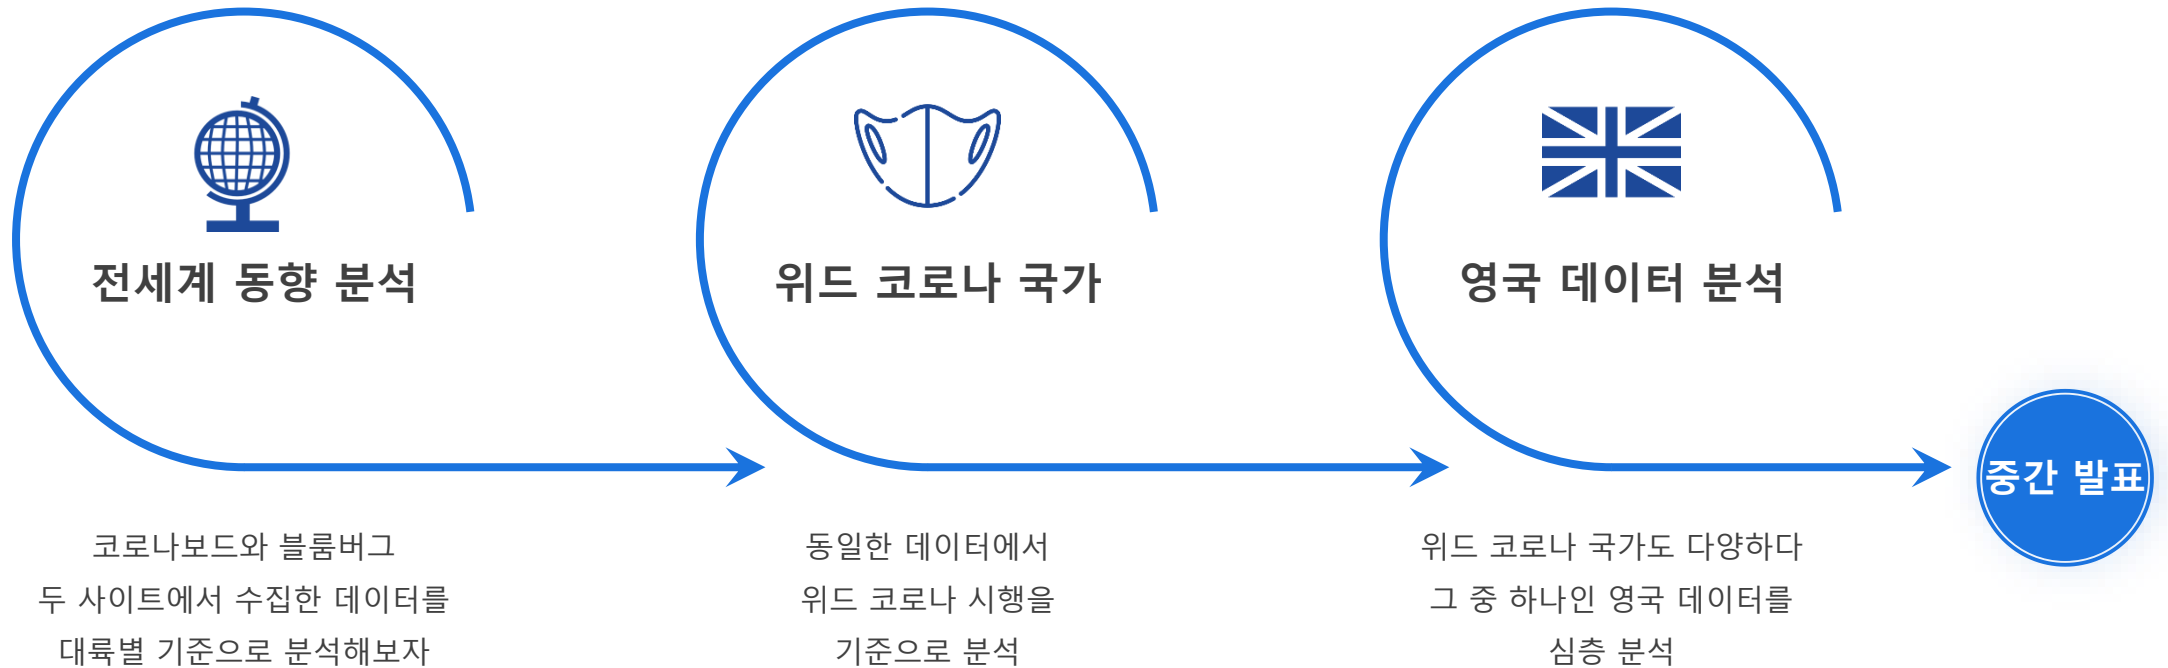 전세계 동향 분석
코로나보드와 블룸버그
두 사이트에서 수집한 데이터를
대륙별 기준으로 분석해보자
위드 코로나 국가
동일한 데이터에서
위드 코로나 시행을
기준으로 분석
영국 데이터 분석
위드 코로나 국가도 다양하다
그 중 하나인 영국 데이터를
심층 분석
중간 발표